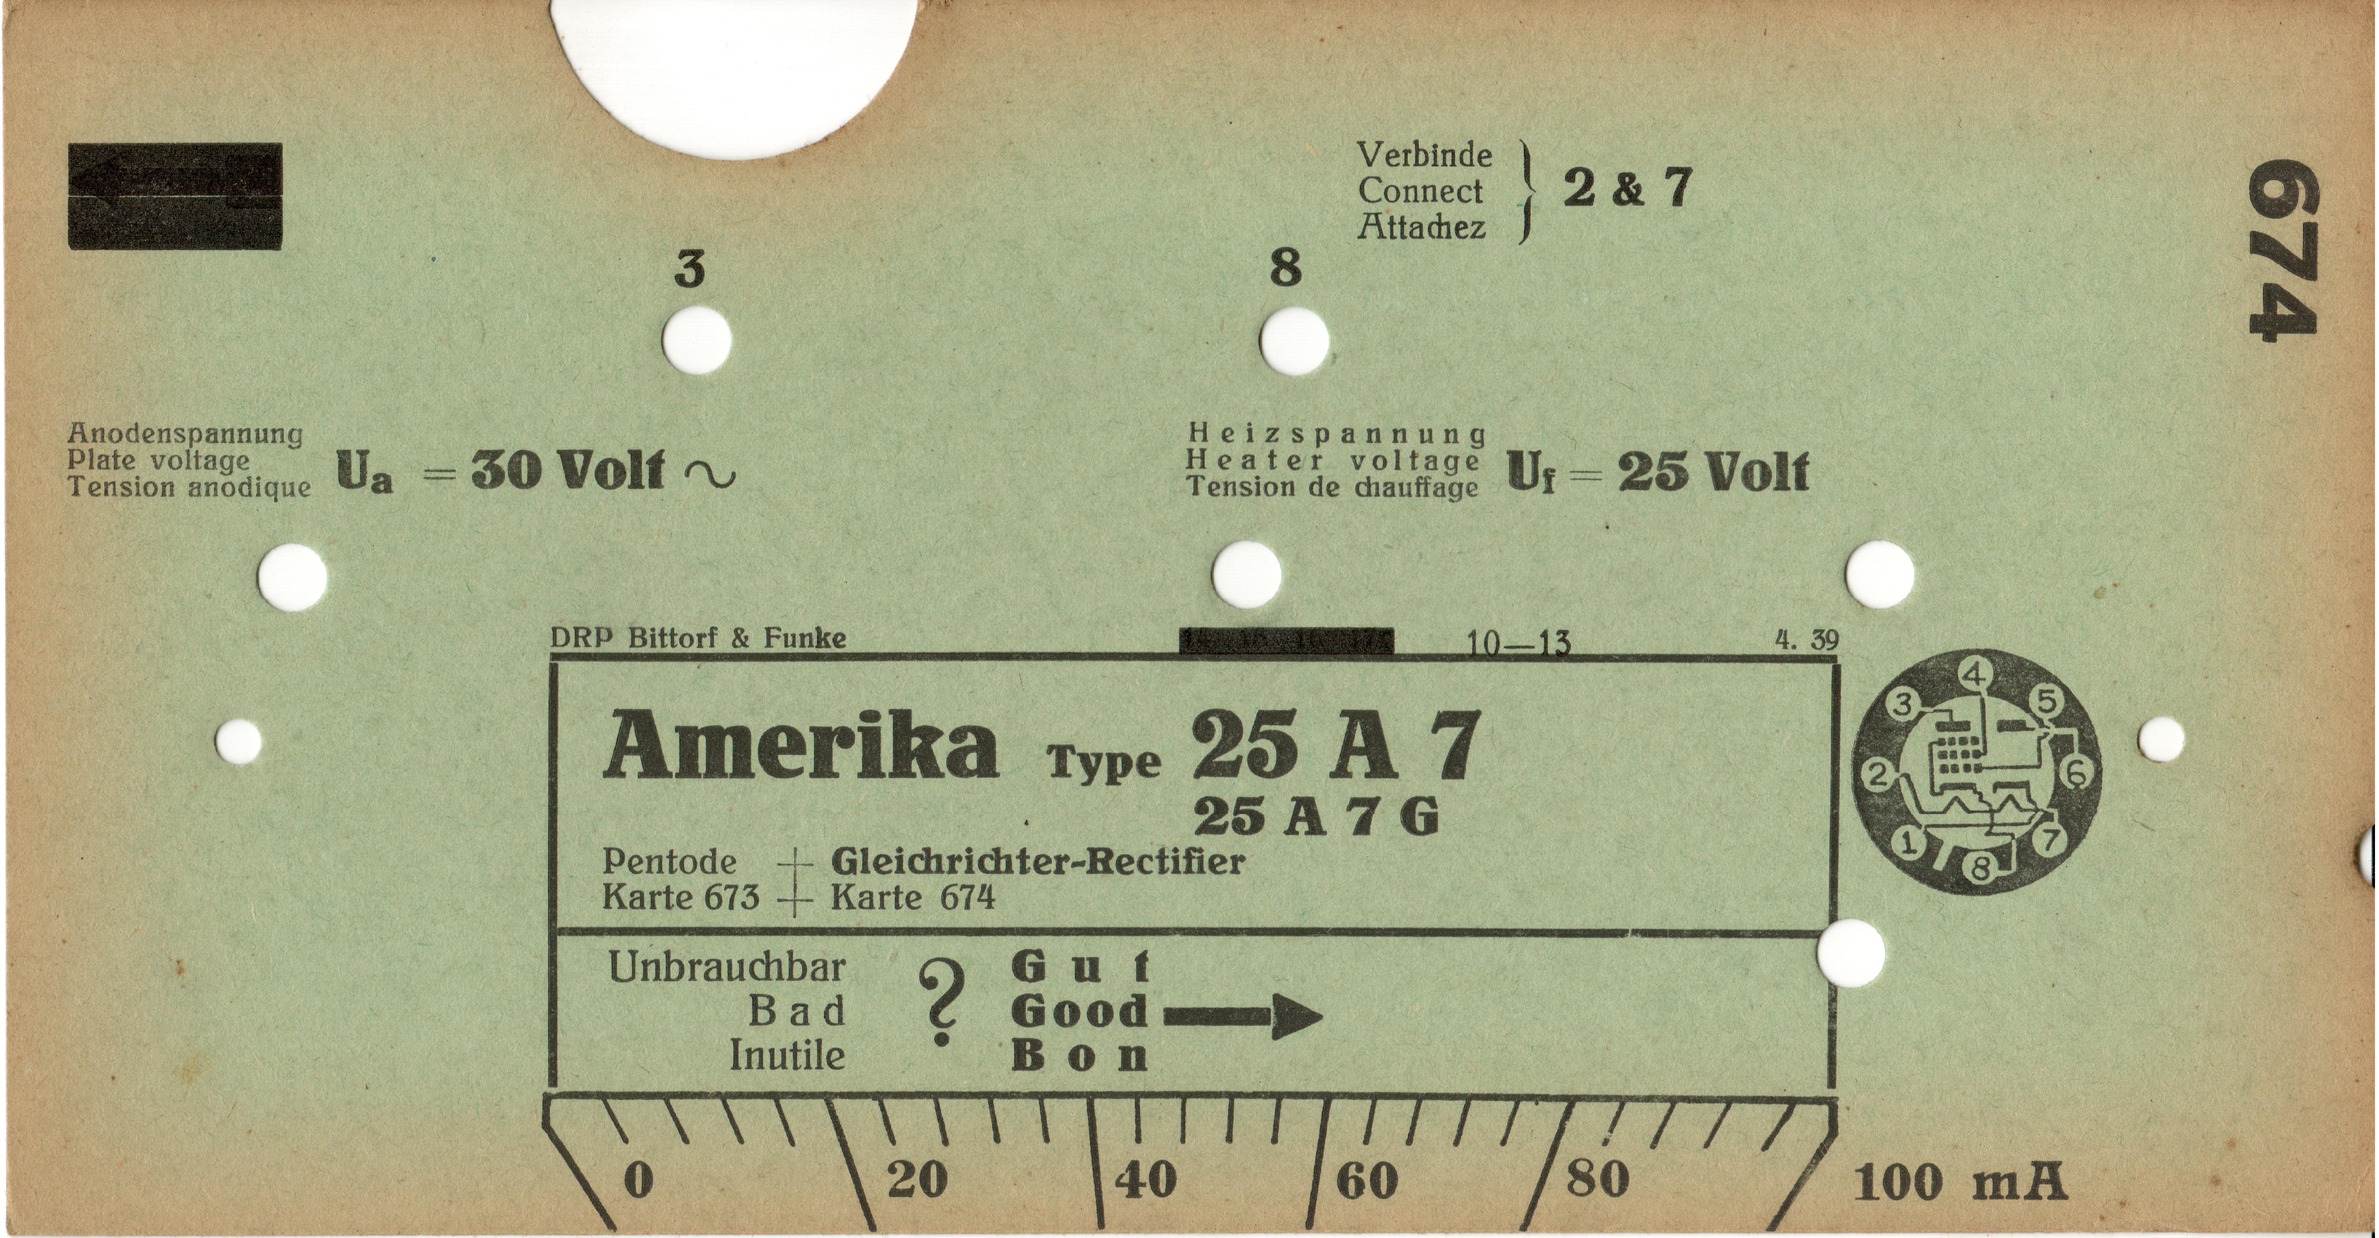 Verbinde
Connect
Attachez
} 2 & 7
674
3
8
Anodenspannung
Plate voltage
Tension anodique
Ua = 30 Volt ~
Heizspannung
Heater voltage
Tension de chauffage
Uf = 25 Volt
DRP Bittorf & Funke
10—13
4. 39
Amerika Type 25 A 7
25 A 7 G
Pentode + Gleichrichter-Rectifier
Karte 673 + Karte 674
Unbrauchbar
Bad
Inutile
?
Gut
Good
Bon
0 20 40 60 80 100 mA
4
3 5
2 6
1 7
8